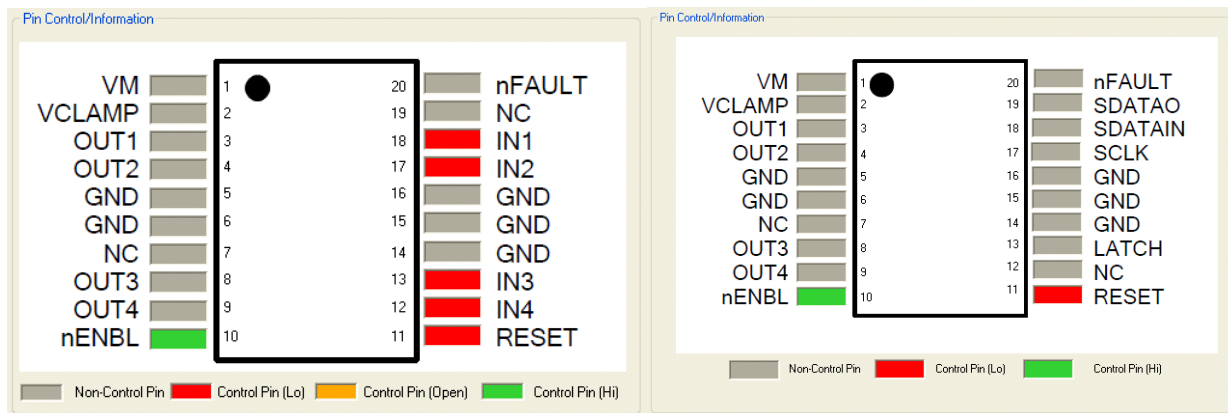 Pin Control/Information
VM 1 20 nFAULT
VCLAMP 2 19 NC
OUT1 3 18 IN1
OUT2 4 17 IN2
GND 5 16 GND
GND 6 15 GND
NC 7 14 GND
OUT3 8 13 IN3
OUT4 9 12 IN4
nENBL 10 11 RESET
Non-Control Pin Control Pin (Lo) Control Pin (Open) Control Pin (Hi)
Pin Control/Information
VM 1 20 nFAULT
VCLAMP 2 19 SDATAO
OUT1 3 18 SDATAIN
OUT2 4 17 SCLK
GND 5 16 GND
GND 6 15 GND
NC 7 14 GND
OUT3 8 13 LATCH
OUT4 9 12 NC
nENBL 10 11 RESET
Non-Control Pin Control Pin (Lo) Control Pin (Hi)